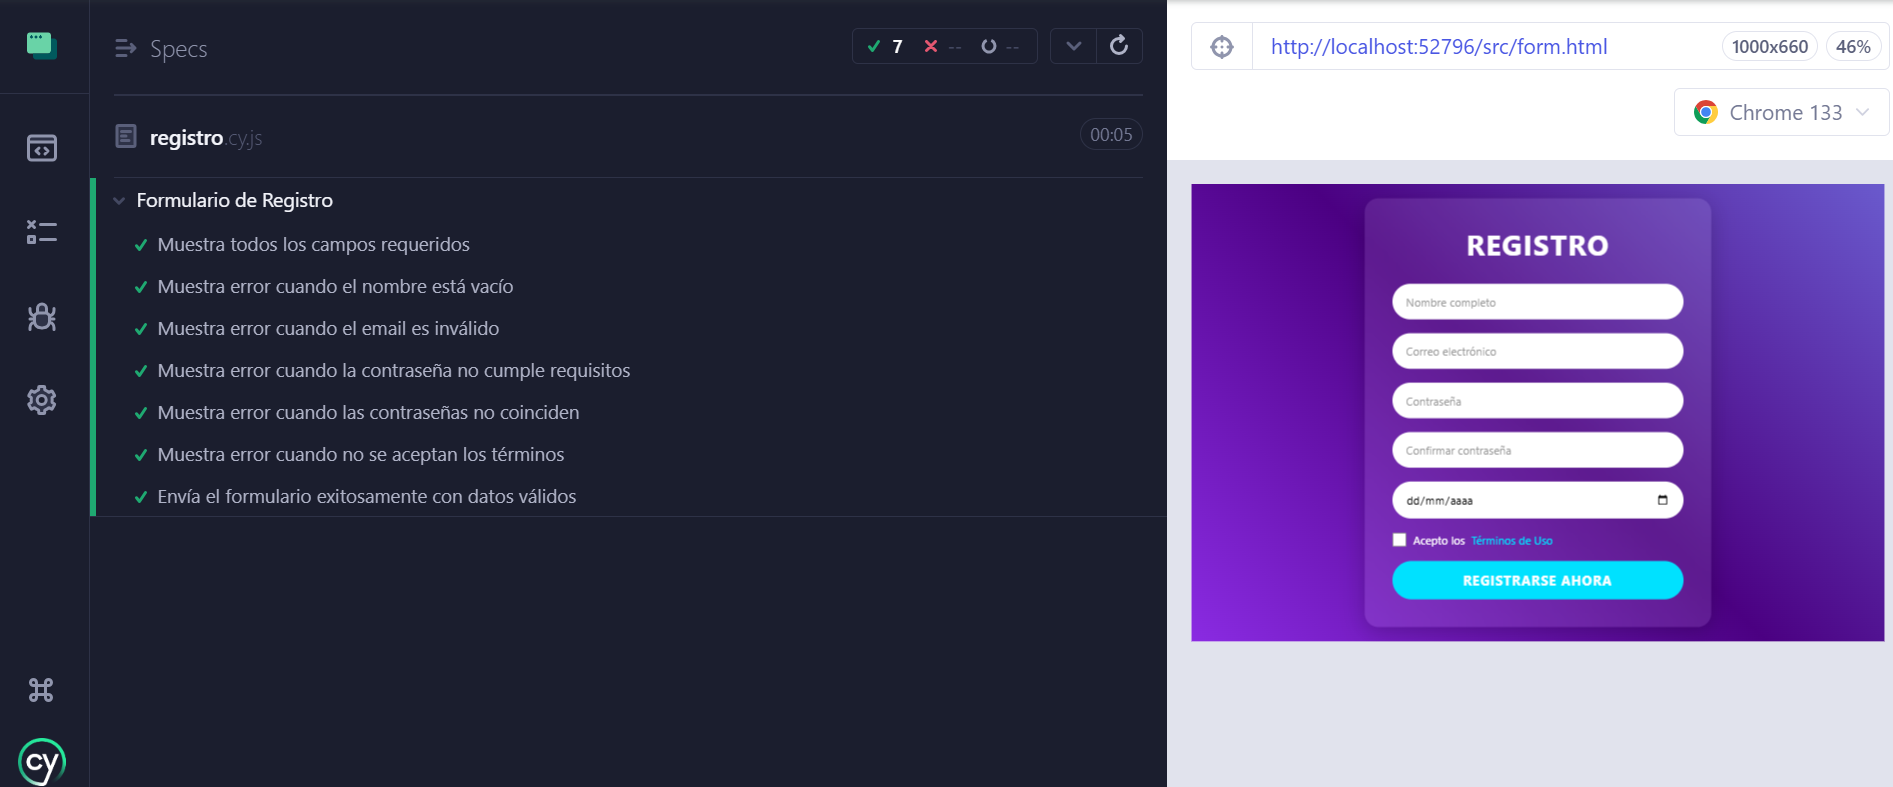 Specs
7 -- --
registro.cy.js
00:05
Formulario de Registro
Muestra todos los campos requeridos
Muestra error cuando el nombre está vacío
Muestra error cuando el email es inválido
Muestra error cuando la contraseña no cumple requisitos
Muestra error cuando las contraseñas no coinciden
Muestra error cuando no se aceptan los términos
Envía el formulario exitosamente con datos válidos
cy
http://localhost:52796/src/form.html
1000x660
46%
Chrome 133
REGISTRO
Nombre completo
Correo electrónico
Contraseña
Confirmar contraseña
dd/mm/aaaa
Acepto los Términos de Uso
REGISTRARSE AHORA